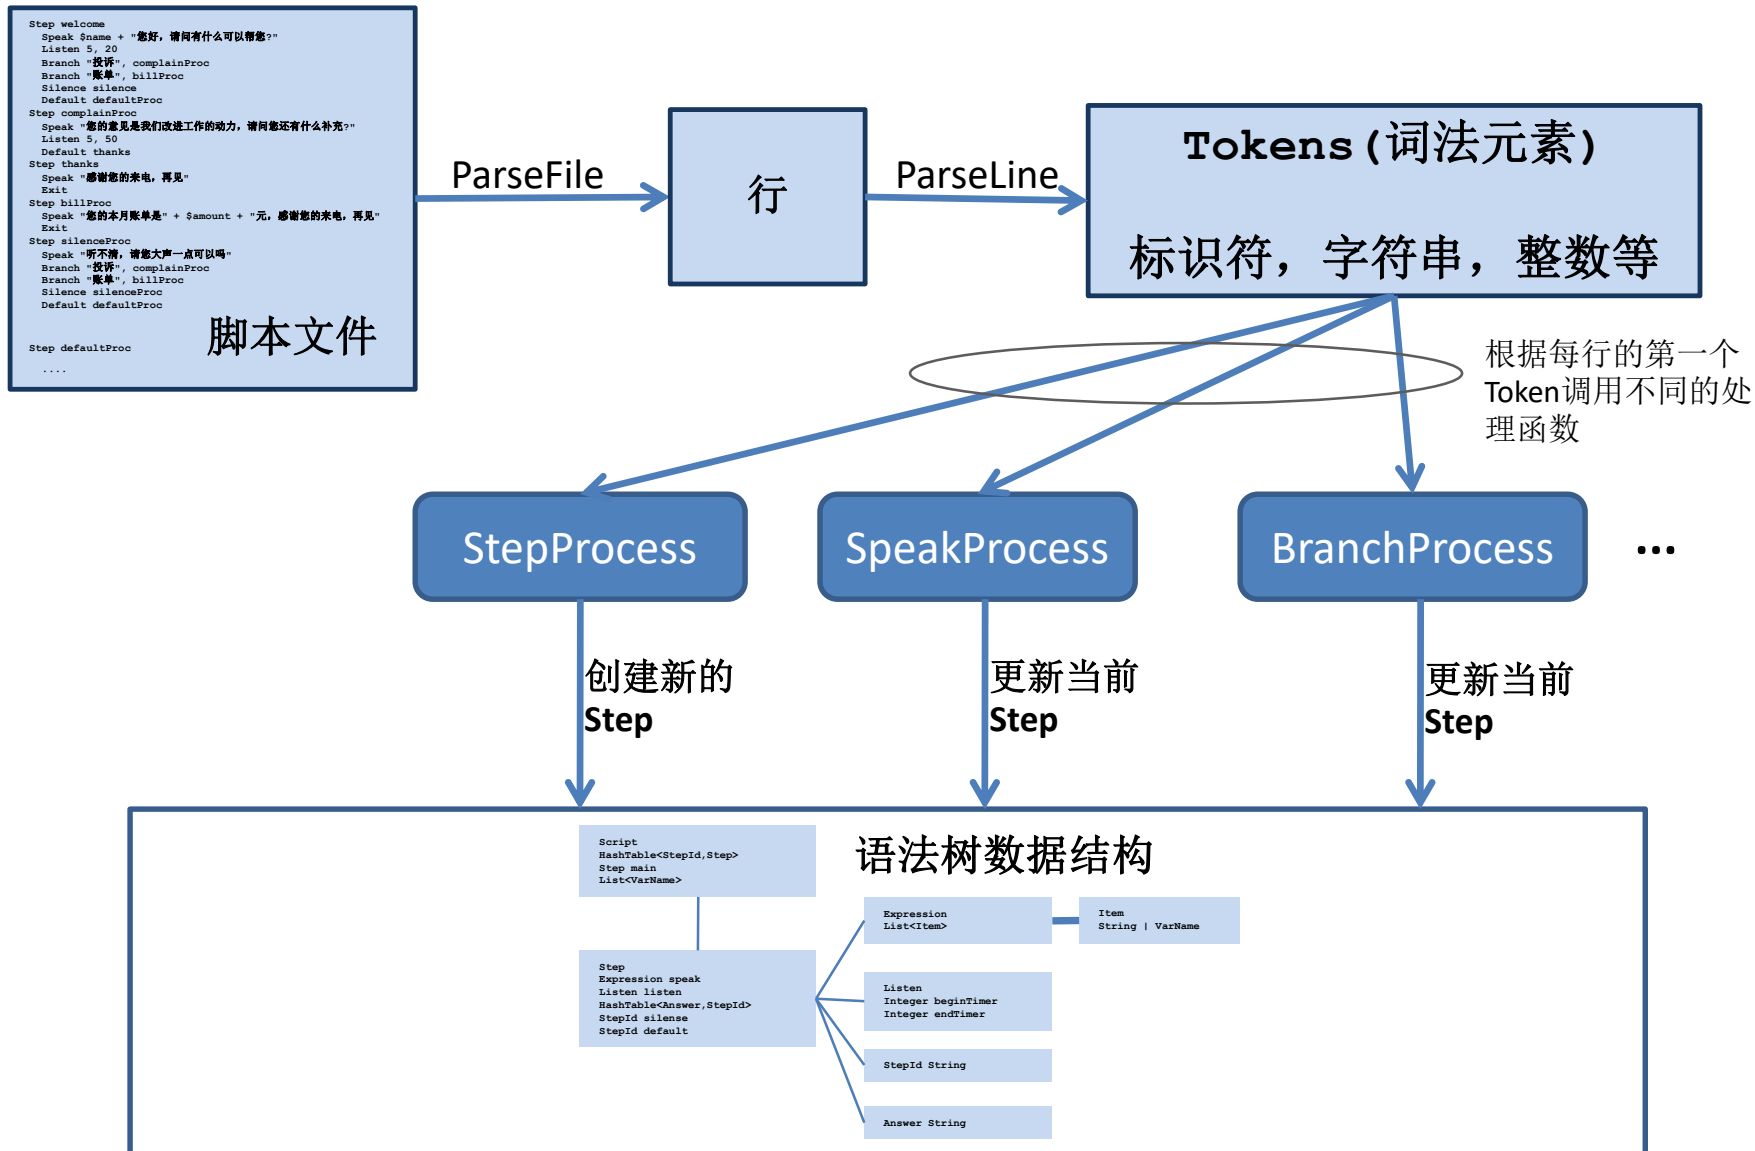 Step welcome
Speak $name + "您好，请问有什么可以帮您?"
Listen 5, 20
Branch "投诉", complainProc
Branch "账单", billProc
Silence silence
Default defaultProc
Step complainProc
Speak "您的意见是我们改进工作的动力，请问您还有什么补充?"
Listen 5, 50
Default thanks
Step thanks
Speak "感谢您的来电，再见"
Exit
Step billProc
Speak "您的本月账单是" + $amount + "元，感谢您的来电，再见"
Exit
Step silenceProc
Speak "听不清，请您大声一点可以吗"
Branch "投诉", complainProc
Branch "账单", billProc
Silence silenceProc
Default defaultProc
Step defaultProc
....
脚本文件
ParseFile
行
ParseLine
Tokens(词法元素)
标识符，字符串，整数等
根据每行的第一个
Token调用不同的处
理函数
StepProcess
SpeakProcess
BranchProcess
...
创建新的
Step
更新当前
Step
更新当前
Step
语法树数据结构
Script
HashTable<StepId,Step>
Step main
List<VarName>
Step
Expression speak
Listen listen
HashTable<Answer,StepId>
StepId silense
StepId default
Expression
List<Item>
Item
String | VarName
Listen
Integer beginTimer
Integer endTimer
StepId String
Answer String